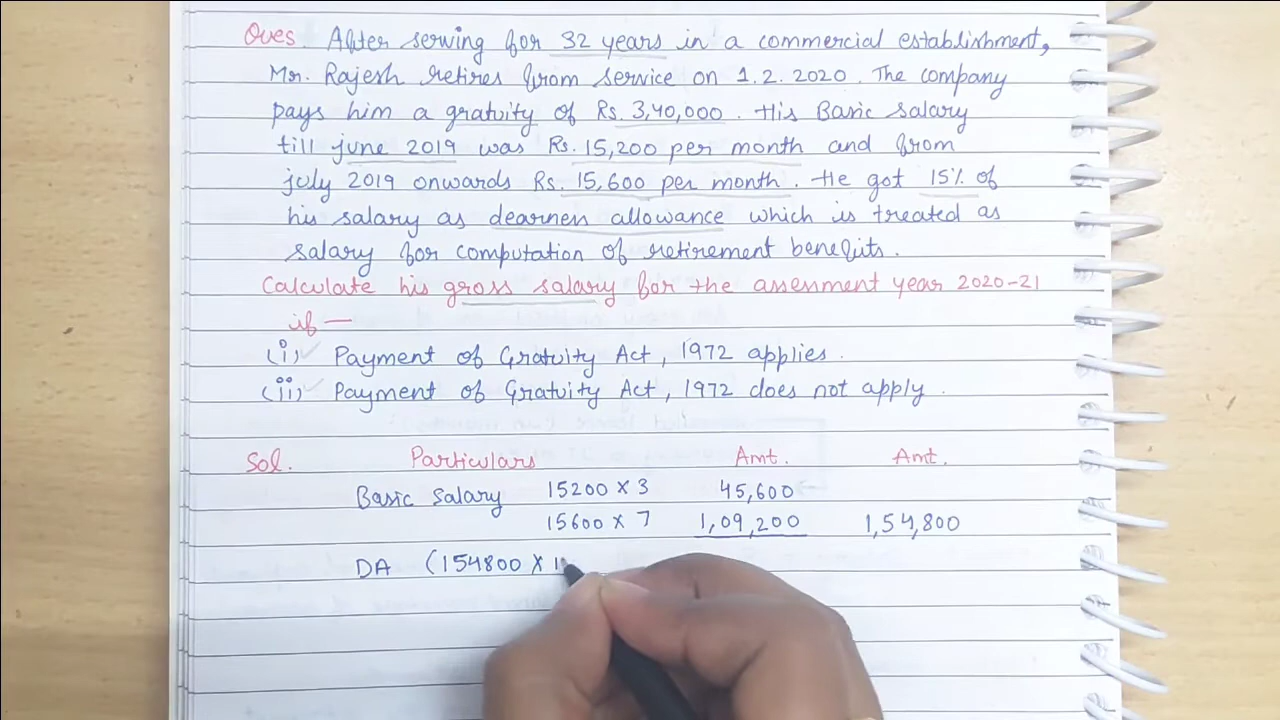 Ques. After serving for 32 years in a commercial establishment,
Mr. Rajesh retires from service on 1.2.2020. The company
pays him a gratuity of Rs. 3,40,000. His Basic salary
till june 2019 was Rs. 15,200 per month and from
july 2019 onwards Rs. 15,600 per month. He got 15% of
his salary as dearness allowance which is treated as
salary for computation of retirement benefits.
Calculate his gross salary for the assessment year 2020-21
if —
(i) Payment of Gratuity Act, 1972 applies.
(ii) Payment of Gratuity Act, 1972 does not apply.
Sol. Particulars Amt. Amt.
Basic Salary 15200 × 3 45,600
15600 × 7 1,09,200 1,54,800
DA (154800 × 1